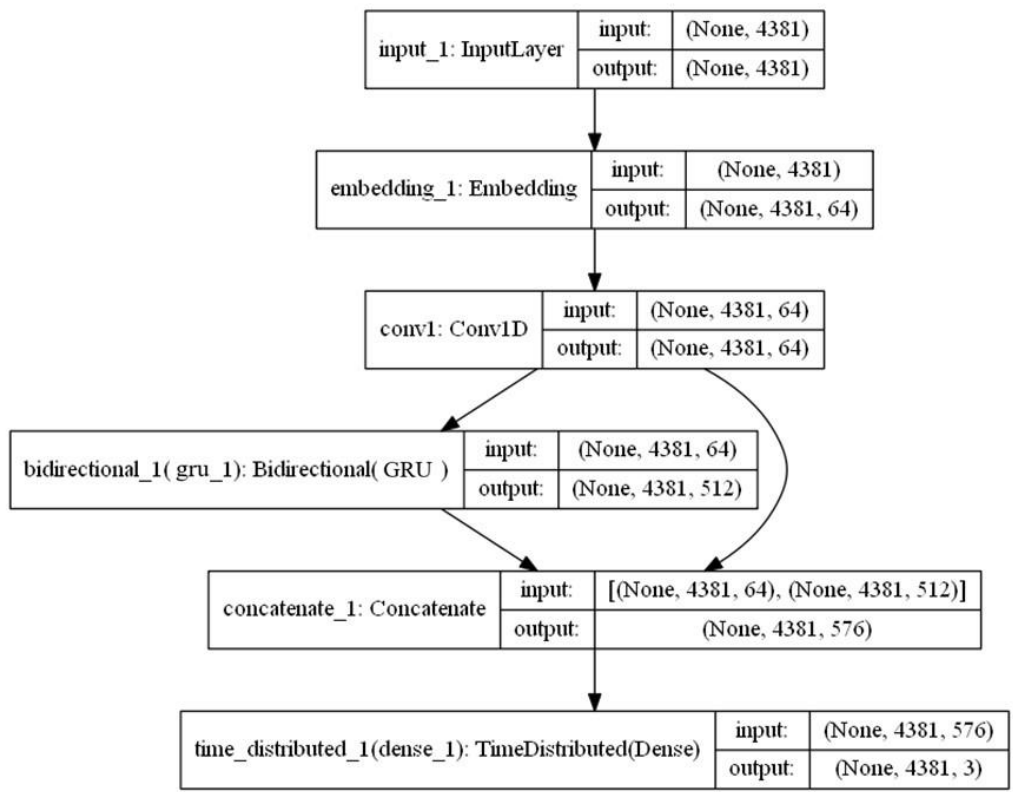 input_1: InputLayer
input: (None, 4381)
output: (None, 4381)
embedding_1: Embedding
input: (None, 4381)
output: (None, 4381, 64)
conv1: Conv1D
input: (None, 4381, 64)
output: (None, 4381, 64)
bidirectional_1( gru_1): Bidirectional( GRU )
input: (None, 4381, 64)
output: (None, 4381, 512)
concatenate_1: Concatenate
input: [(None, 4381, 64), (None, 4381, 512)]
output: (None, 4381, 576)
time_distributed_1(dense_1): TimeDistributed(Dense)
input: (None, 4381, 576)
output: (None, 4381, 3)